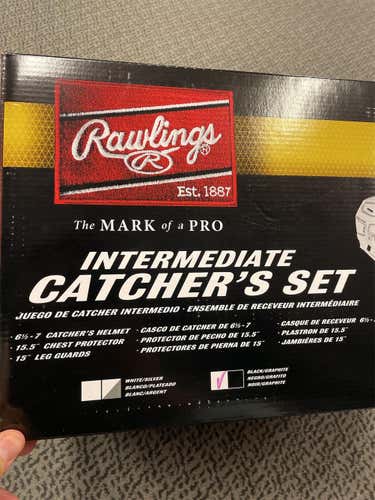 Rawlings
R
Est. 1887
The MARK of a PRO
INTERMEDIATE
CATCHER'S SET
JUEGO DE CATCHER INTERMEDIO · ENSEMBLE DE RECEVEUR INTERMÉDIAIRE
· 6½ - 7 CATCHER'S HELMET
· 15.5" CHEST PROTECTOR
· 15" LEG GUARDS
· CASCO DE CATCHER DE 6½ - 7
· PROTECTOR DE PECHO DE 15.5"
· PROTECTORES DE PIERNA DE 15"
· CASQUE DE RECEVEUR 6½ -
· PLASTRON DE 15.5"
· JAMBIÈRES DE 15"
WHITE/SILVER
BLANCO/PLATEADO
BLANC/ARGENT
BLACK/GRAPHITE
NEGRO/GRAFITO
NOIR/GRAPHITE